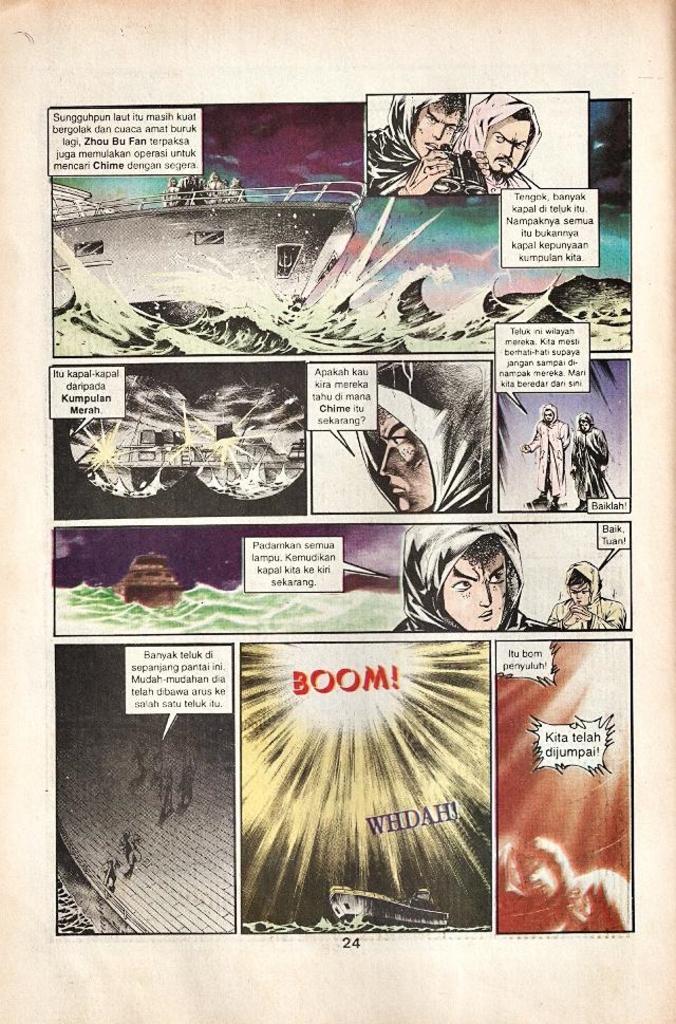 Sungguhpun laut itu masih kuat
bergolak dan cuaca amat buruk
lagi, Zhou Bu Fan terpaksa
juga memulakan operasi untuk
mencari Chime dengan segera.
Tengok, banyak
kapal di teluk itu.
Nampaknya semua
itu bukannya
kapal kepunyaan
kumpulan kita.
Itu kapal-kapal
daripada
Kumpulan
Merah.
Apakah kau
kira mereka
tahu di mana
Chime itu
sekarang?
Teluk ini wilayah
mereka. Kita mesti
berhati-hati supaya
jangan sampai di-
nampak mereka. Mari
kita beredar dari sini.
Baiklah!
Padamkan semua
lampu. Kemudikan
kapal kita ke kiri
sekarang.
Baik,
Tuan!
Banyak teluk di
sepanjang pantai ini.
Mudah-mudahan dia
telah dibawa arus ke
salah satu teluk itu.
BOOM!
WHDAH!
Itu bom
penyuluh!
Kita telah
dijumpai!
24